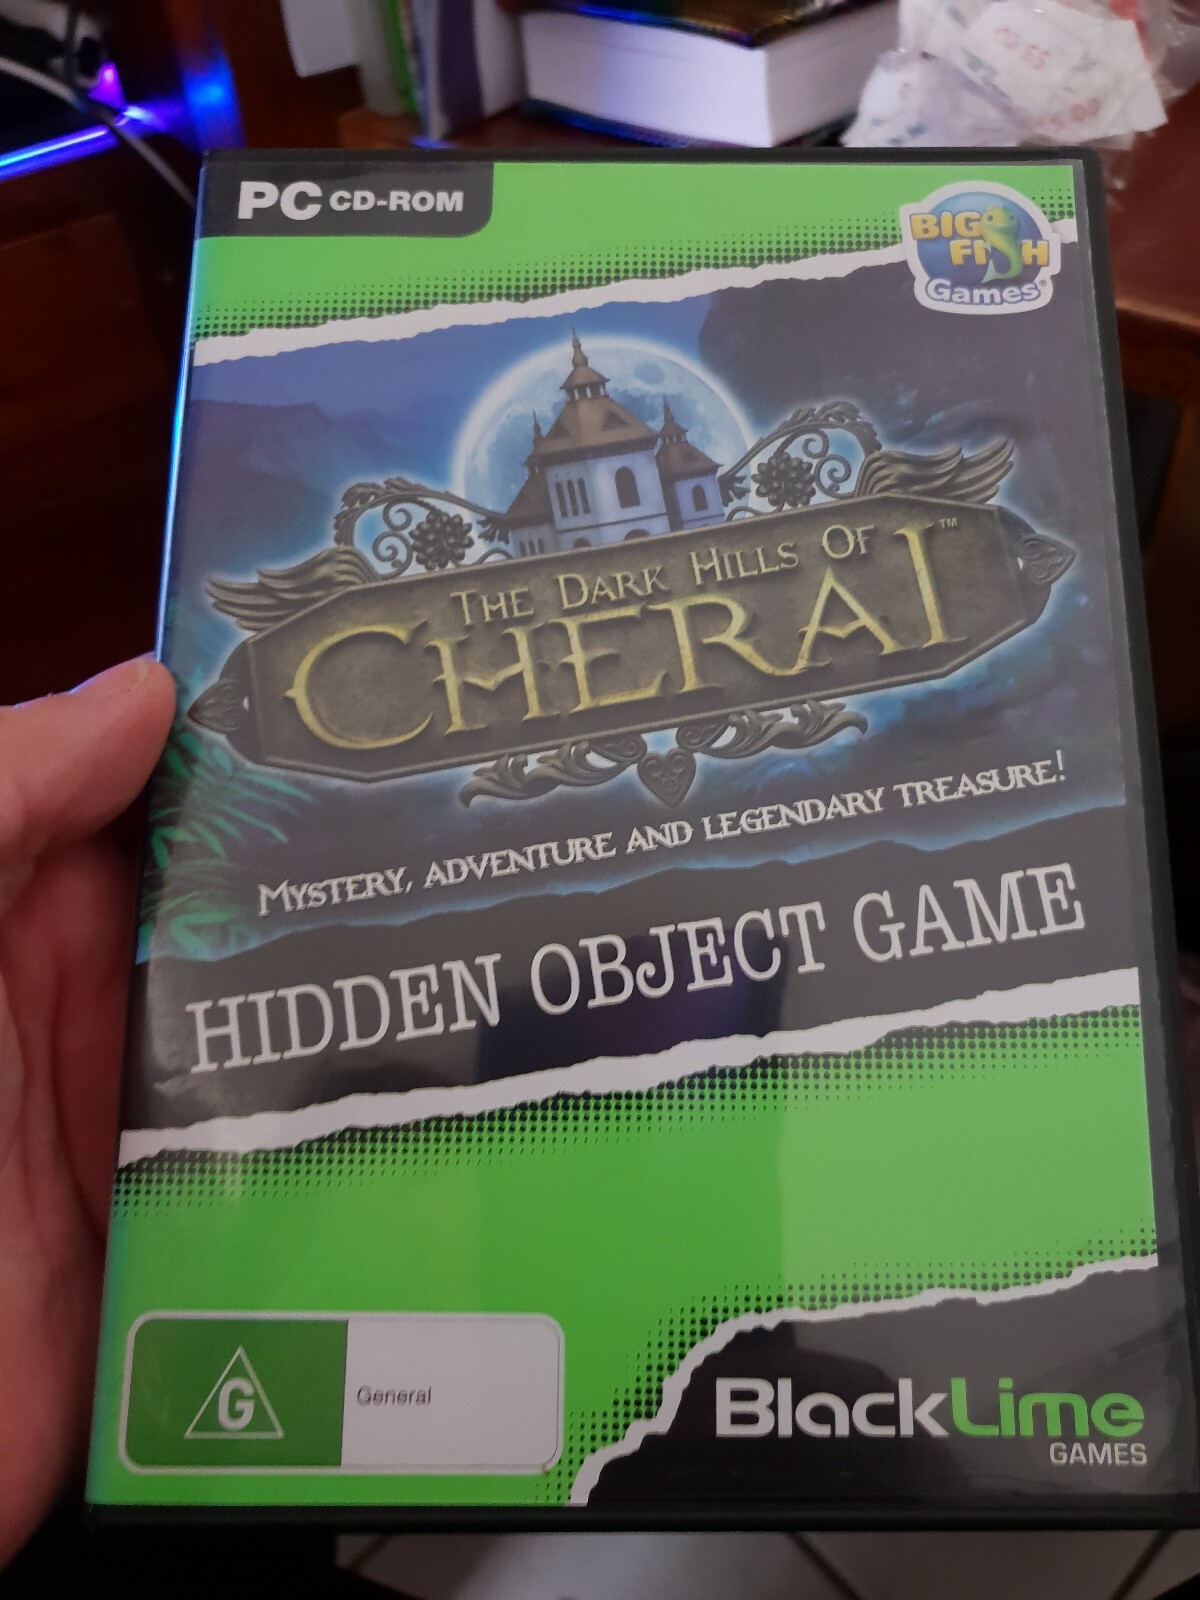 PC CD-ROM
BIG FISH Games®
THE DARK HILLS OF
CHERAI™
MYSTERY, ADVENTURE AND LEGENDARY TREASURE!
HIDDEN OBJECT GAME
G
General
BlackLime
GAMES